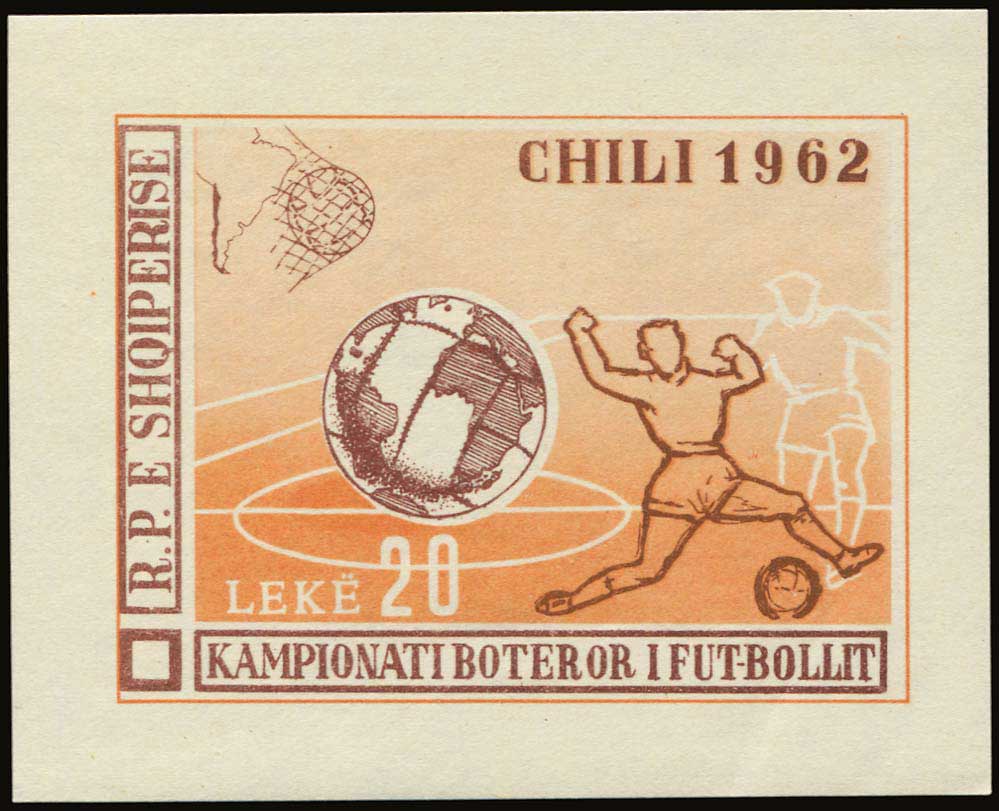 CHILI 1962
R.P. E SHQIPERISE
LEKË 20
KAMPIONATI BOTEROR I FUT-BOLLIT